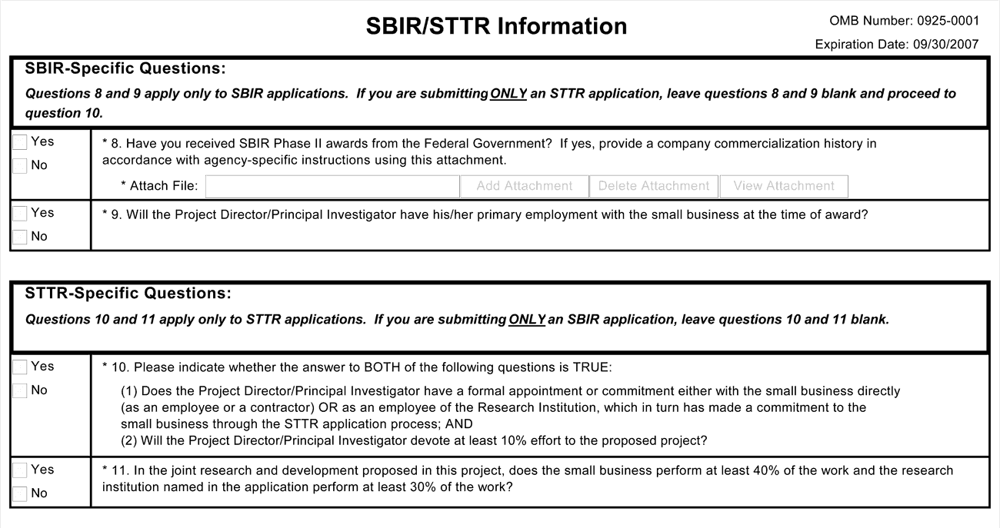 SBIR/STTR Information
OMB Number: 0925-0001
Expiration Date: 09/30/2007
SBIR-Specific Questions:
Questions 8 and 9 apply only to SBIR applications. If you are submitting ONLY an STTR application, leave questions 8 and 9 blank and proceed to
question 10.
Yes
No
* 8. Have you received SBIR Phase II awards from the Federal Government? If yes, provide a company commercialization history in
accordance with agency-specific instructions using this attachment.
* Attach File: Add Attachment Delete Attachment View Attachment
Yes
No
* 9. Will the Project Director/Principal Investigator have his/her primary employment with the small business at the time of award?
STTR-Specific Questions:
Questions 10 and 11 apply only to STTR applications. If you are submitting ONLY an SBIR application, leave questions 10 and 11 blank.
Yes
No
* 10. Please indicate whether the answer to BOTH of the following questions is TRUE:
(1) Does the Project Director/Principal Investigator have a formal appointment or commitment either with the small business directly
(as an employee or a contractor) OR as an employee of the Research Institution, which in turn has made a commitment to the
small business through the STTR application process; AND
(2) Will the Project Director/Principal Investigator devote at least 10% effort to the proposed project?
Yes
No
* 11. In the joint research and development proposed in this project, does the small business perform at least 40% of the work and the research
institution named in the application perform at least 30% of the work?